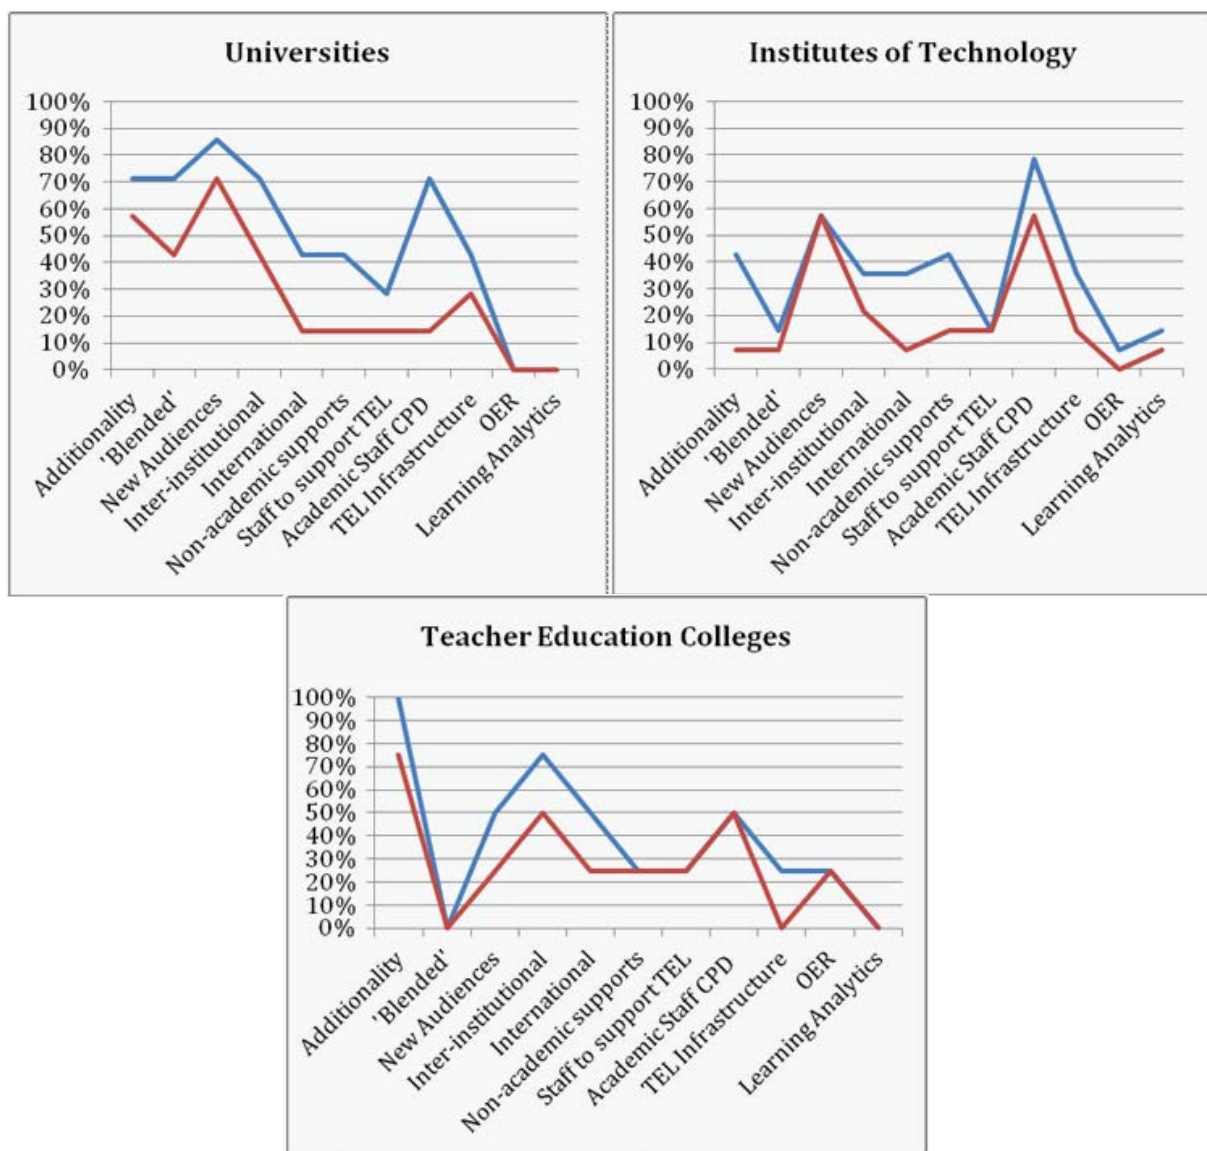 Universities
100%
90%
80%
70%
60%
50%
40%
30%
20%
10%
0%
Additionality
'Blended'
New Audiences
Inter-institutional
International
Non-academic supports
Staff to support TEL
Academic Staff CPD
TEL Infrastructure
OER
Learning Analytics
Institutes of Technology
100%
90%
80%
70%
60%
50%
40%
30%
20%
10%
0%
Additionality
'Blended'
New Audiences
Inter-institutional
International
Non-academic supports
Staff to support TEL
Academic Staff CPD
TEL Infrastructure
OER
Learning Analytics
Teacher Education Colleges
100%
90%
80%
70%
60%
50%
40%
30%
20%
10%
0%
Additionality
'Blended'
New Audiences
Inter-institutional
International
Non-academic supports
Staff to support TEL
Academic Staff CPD
TEL Infrastructure
OER
Learning Analytics